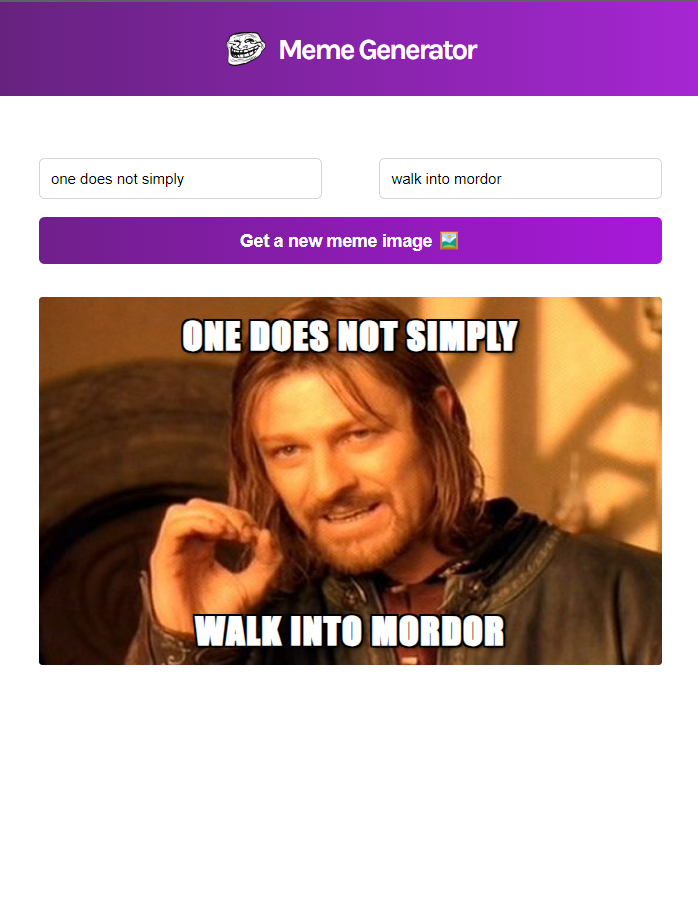 Meme Generator
one does not simply
walk into mordor
Get a new meme image
ONE DOES NOT SIMPLY
WALK INTO MORDOR